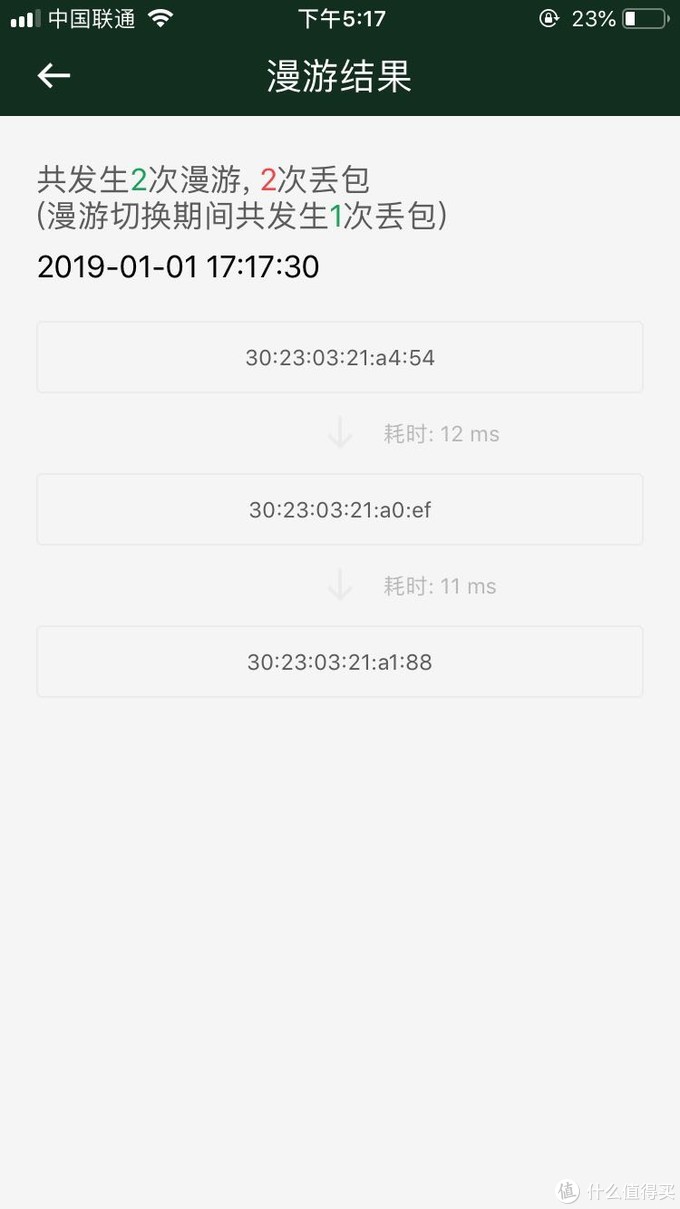 中国联通 下午5:17 23%
漫游结果
共发生2次漫游, 2次丢包
(漫游切换期间共发生1次丢包)
2019-01-01 17:17:30
30:23:03:21:a4:54
耗时: 12 ms
30:23:03:21:a0:ef
耗时: 11 ms
30:23:03:21:a1:88
值 什么值得买